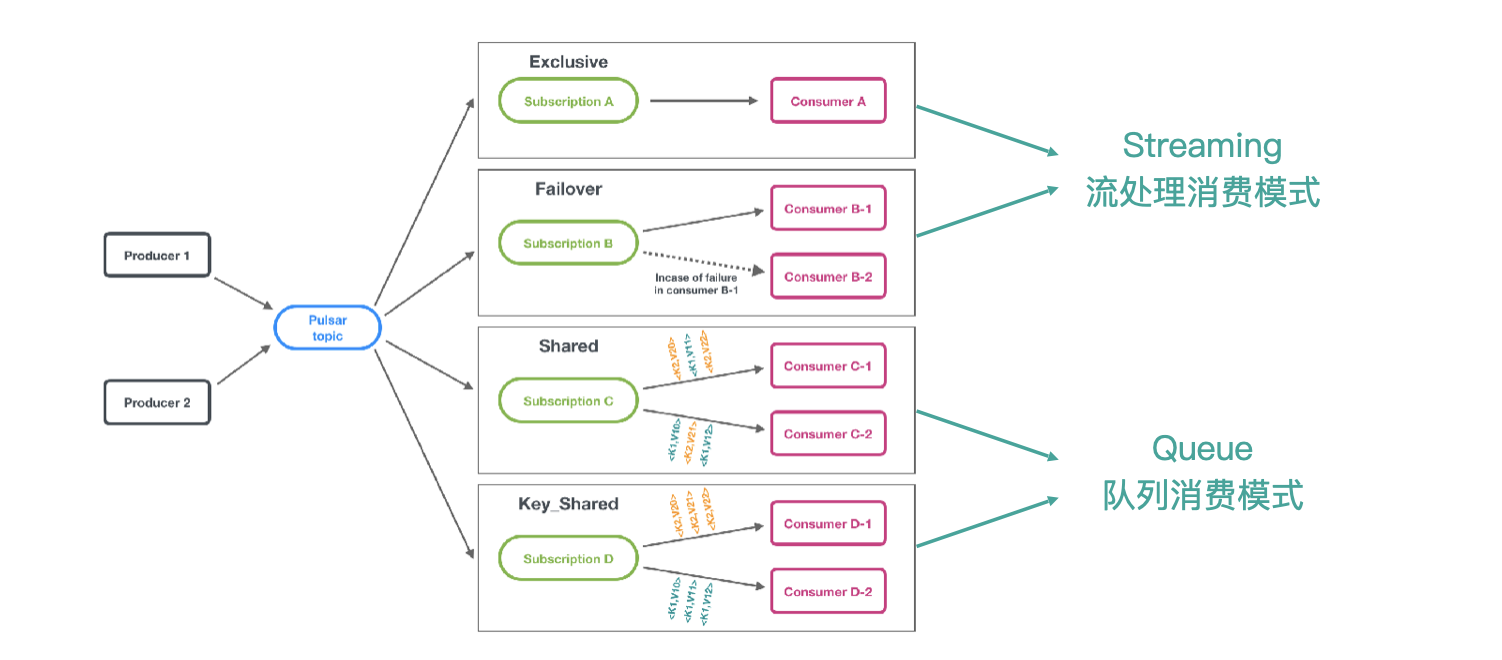 Producer 1
Producer 2
Pulsar
topic
Exclusive
Subscription A
Consumer A
Failover
Subscription B
Consumer B-1
Incase of failure
in consumer B-1
Consumer B-2
Shared
Subscription C
<K2,V20>
<K1,V11>
<K2,V22>
Consumer C-1
<K1,V10>
<K2,V21>
<K1,V12>
Consumer C-2
Key_Shared
Subscription D
<K2,V20>
<K2,V21>
<K2,V22>
Consumer D-1
<K1,V10>
<K1,V11>
<K1,V12>
Consumer D-2
Streaming
流处理消费模式
Queue
队列消费模式